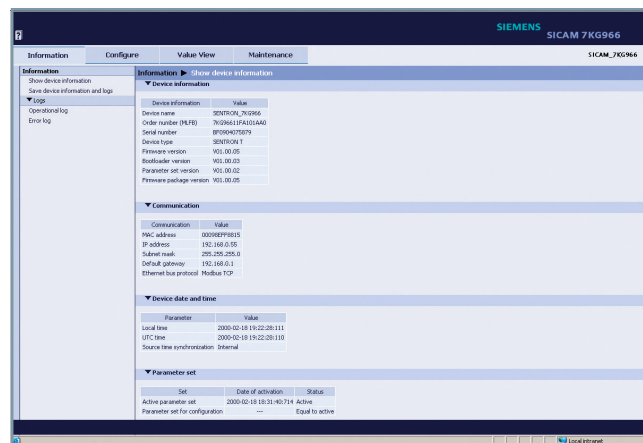 SIEMENS
SICAM 7KG966
?
Information Configure Value View Maintenance SICAM_7KG966
Information
Show device information
Save device information and logs
Logs
Operational log
Error log
Information ▶ Show device information
▼ Device information
Device information Value
Device name SENTRON_7KG966
Order number (MLFB) 7KG96611FA101AA0
Serial number BF0904075879
Device type SENTRON T
Firmware version V01.00.05
Bootloader version V01.00.03
Parameter set version V01.00.02
Firmware package version V01.00.05
▼ Communication
Communication Value
MAC address 00098EFF8815
IP address 192.168.0.55
Subnet mask 255.255.255.0
Default gateway 192.168.0.1
Ethernet bus protocol Modbus TCP
▼ Device date and time
Parameter Value
Local time 2000-02-18 19:22:28:111
UTC time 2000-02-18 19:22:28:110
Source time synchronization Internal
▼ Parameter set
Set Date of activation Status
Active parameter set 2000-02-18 18:31:40:714 Active
Parameter set for configuration --- Equal to active
Local intranet